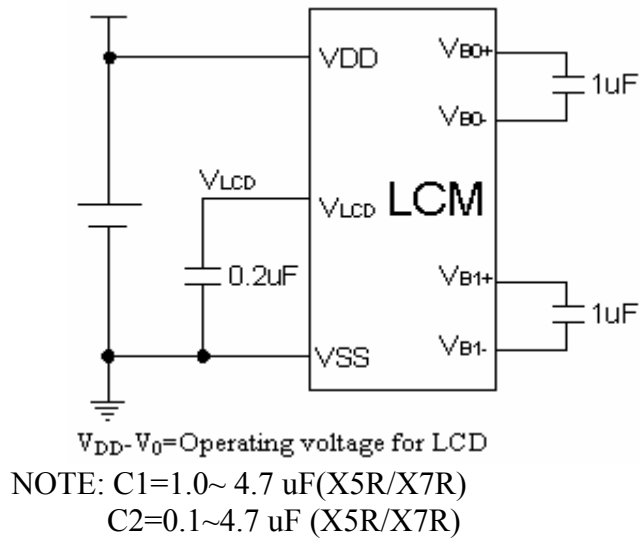 VDD
VB0+
1uF
VB0-
VLCD
VLCD
LCM
0.2uF
VB1+
1uF
VB1-
VSS
VDD-V0=Operating voltage for LCD
NOTE: C1=1.0~ 4.7 uF(X5R/X7R)
C2=0.1~4.7 uF (X5R/X7R)